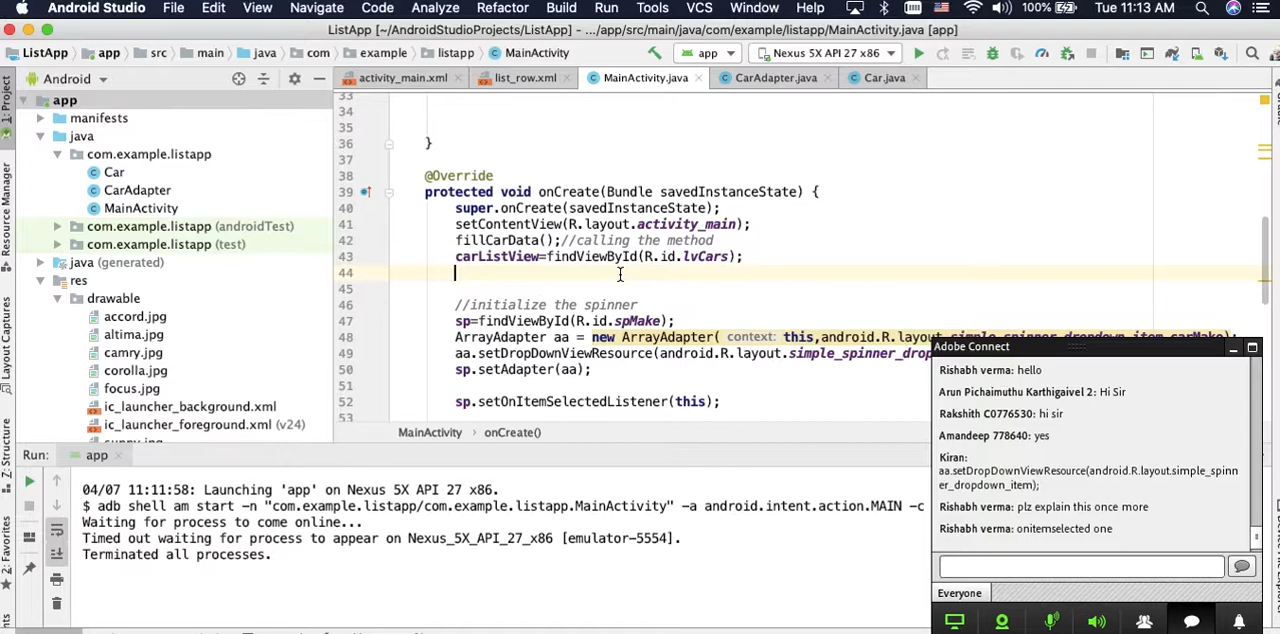 Android Studio File Edit View Navigate Code Analyze Refactor Build Run Tools VCS Window Help 100% Tue 11:13 AM
ListApp [~/AndroidStudioProjects/ListApp] - .../app/src/main/java/com/example/listapp/MainActivity.java [app]
ListApp app src main java com example listapp MainActivity app Nexus 5X API 27 x86
Android activity_main.xml list_row.xml MainActivity.java CarAdapter.java Car.java
1: Project
Resource Manager
Layout Captures
Z: Structure
2: Favorites
app
manifests
java
com.example.listapp
Car
CarAdapter
MainActivity
com.example.listapp (androidTest)
com.example.listapp (test)
java (generated)
res
drawable
accord.jpg
altima.jpg
camry.jpg
corolla.jpg
focus.jpg
ic_launcher_background.xml
ic_launcher_foreground.xml (v24)
33
34
35
36 }
37
38 @Override
39 protected void onCreate(Bundle savedInstanceState) {
40 super.onCreate(savedInstanceState);
41 setContentView(R.layout.activity_main);
42 fillCarData();//calling the method
43 carListView=findViewById(R.id.lvCars);
44
45
46 //initialize the spinner
47 sp=findViewById(R.id.spMake);
48 ArrayAdapter aa = new ArrayAdapter( context: this,android.R.layout.simple_spinner_dropdown_item,carMake);
49 aa.setDropDownViewResource(android.R.layout.simple_spinner_drop
50 sp.setAdapter(aa);
51
52 sp.setOnItemSelectedListener(this);
53
MainActivity onCreate()
Run: app
04/07 11:11:58: Launching 'app' on Nexus 5X API 27 x86.
$ adb shell am start -n "com.example.listapp/com.example.listapp.MainActivity" -a android.intent.action.MAIN -c
Waiting for process to come online...
Timed out waiting for process to appear on Nexus_5X_API_27_x86 [emulator-5554].
Terminated all processes.
Adobe Connect
Rishabh verma: hello
Arun Pichaimuthu Karthigaivel 2: Hi Sir
Rakshith C0776530: hi sir
Amandeep 778640: yes
Kiran:
aa.setDropDownViewResource(android.R.layout.simple_spinn
er_dropdown_item);
Rishabh verma: plz explain this once more
Rishabh verma: onitemselected one
Everyone